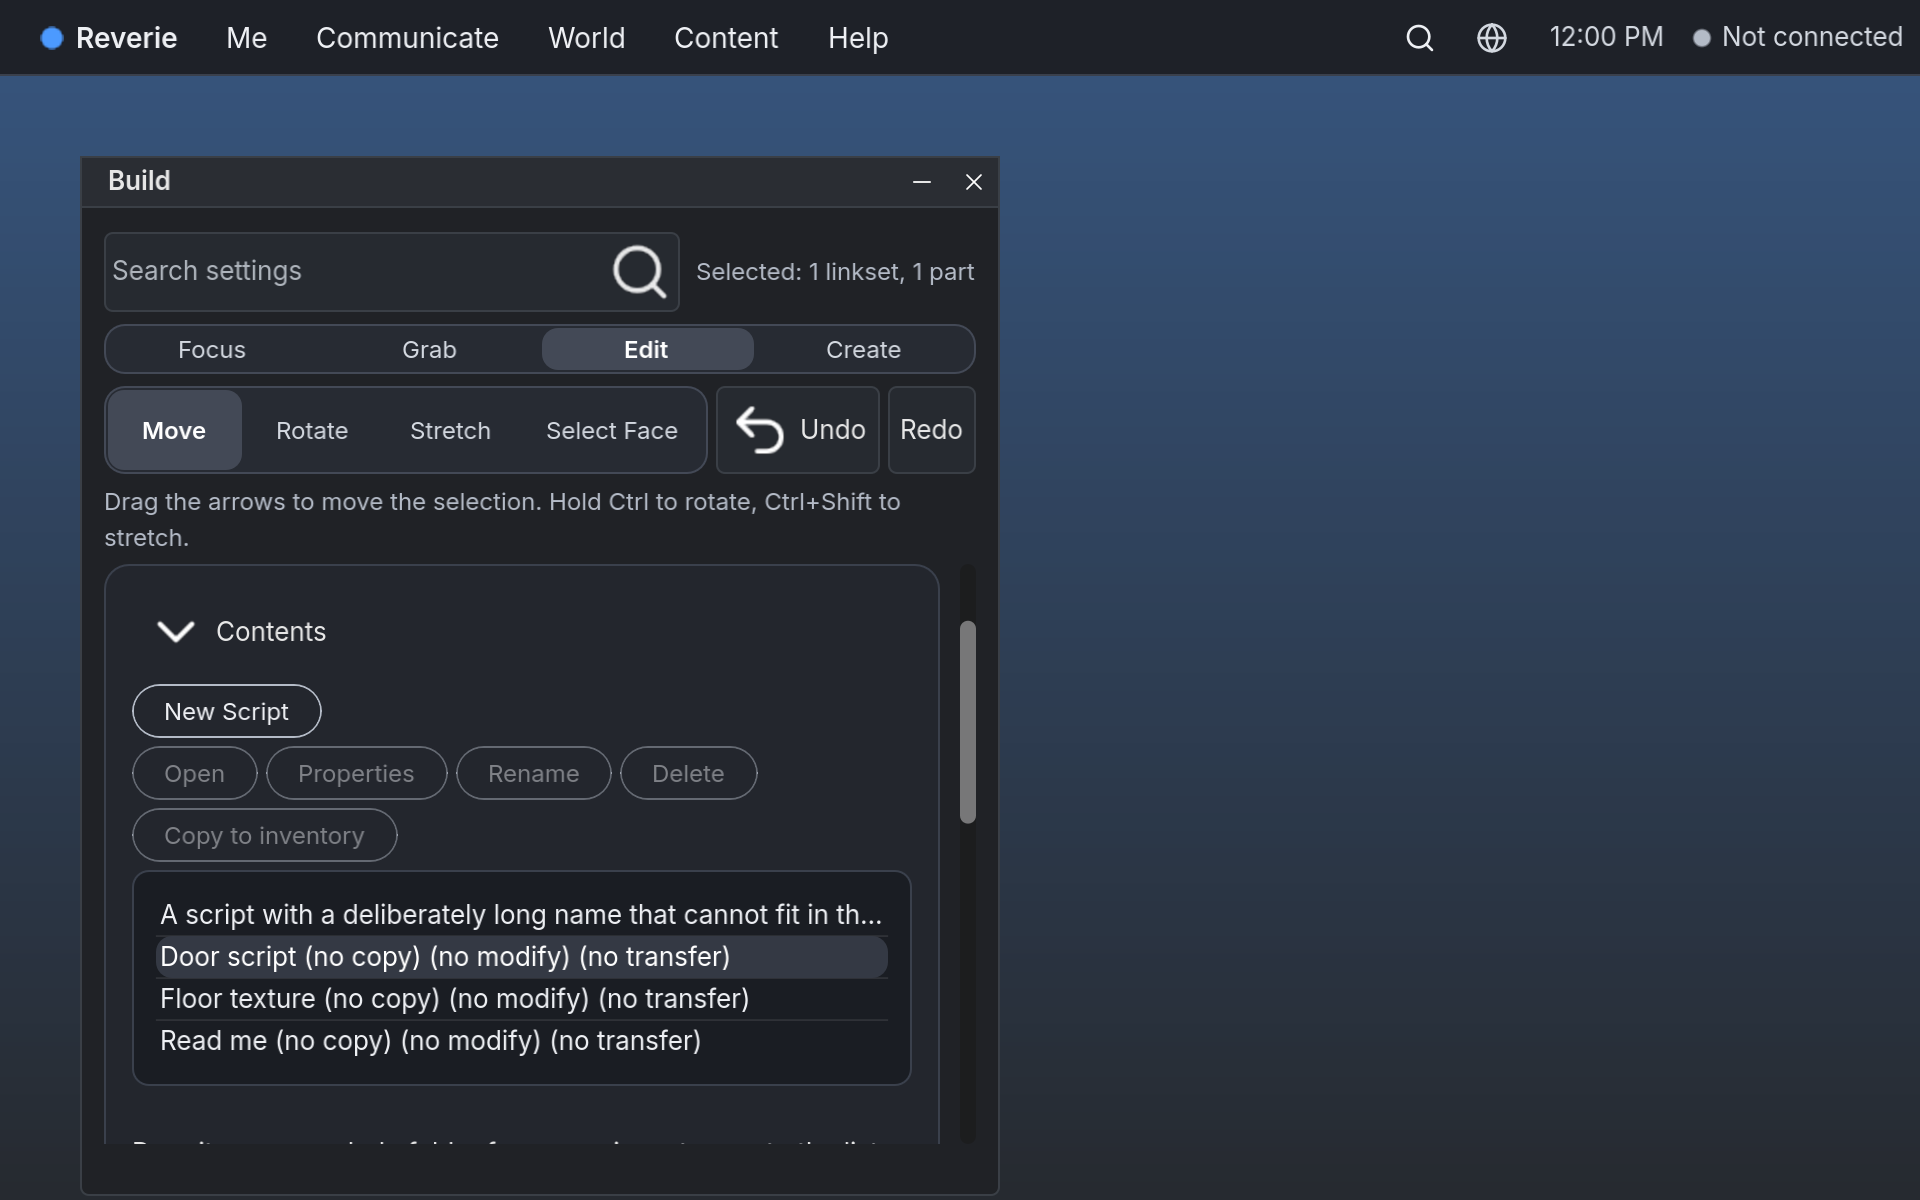 Reverie Me Communicate World Content Help 12:00 PM Not connected
Build
Search settings Selected: 1 linkset, 1 part
Focus Grab Edit Create
Move Rotate Stretch Select Face Undo Redo
Drag the arrows to move the selection. Hold Ctrl to rotate, Ctrl+Shift to
stretch.
Contents
New Script
Open Properties Rename Delete
Copy to inventory
A script with a deliberately long name that cannot fit in th...
Door script (no copy) (no modify) (no transfer)
Floor texture (no copy) (no modify) (no transfer)
Read me (no copy) (no modify) (no transfer)